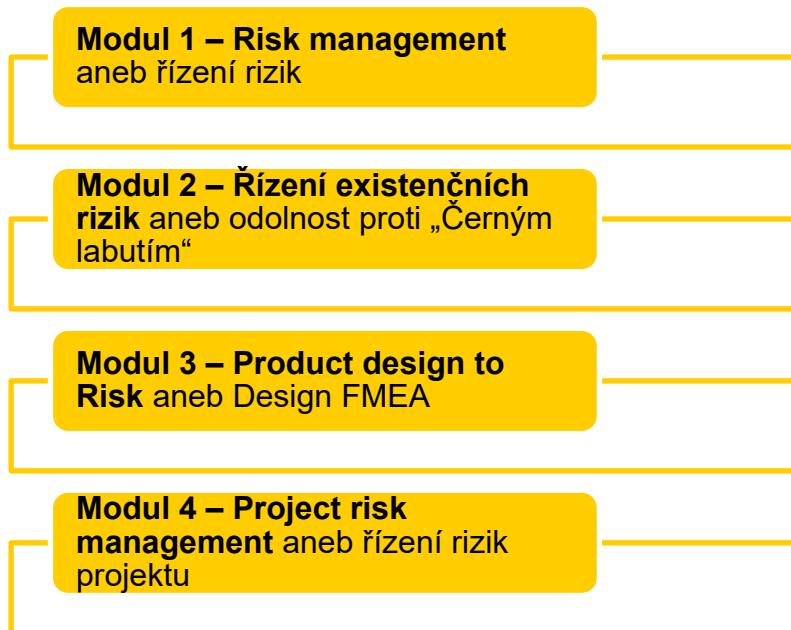 Modul 1 – Risk management
aneb řízení rizik
Modul 2 – Řízení existenčních
rizik aneb odolnost proti „Černým
labutím“
Modul 3 – Product design to
Risk aneb Design FMEA
Modul 4 – Project risk
management aneb řízení rizik
projektu